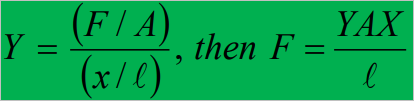 Y = (F / A) / (x / ℓ), then F = YAX / ℓ